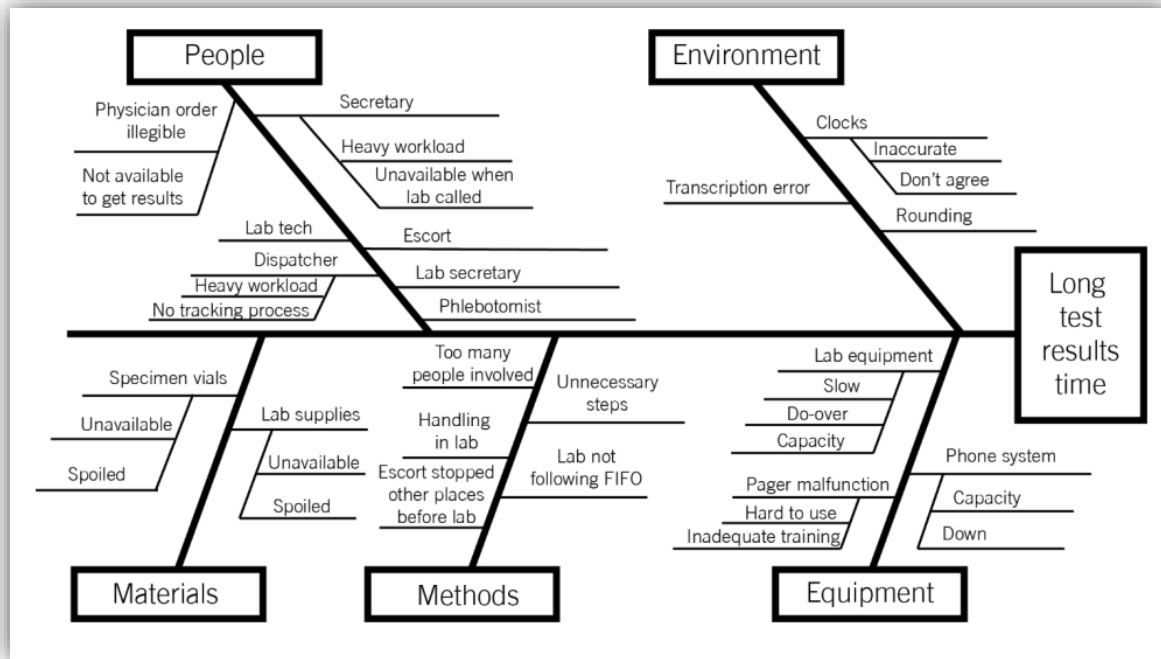 People
Physician order
illegible
Not available
to get results
Secretary
Heavy workload
Unavailable when
lab called
Lab tech
Escort
Dispatcher
Heavy workload
No tracking process
Lab secretary
Phlebotomist
Environment
Clocks
Inaccurate
Don't agree
Transcription error
Rounding
Long
test
results
time
Specimen vials
Unavailable
Spoiled
Lab supplies
Unavailable
Spoiled
Materials
Too many
people involved
Handling
in lab
Escort stopped
other places
before lab
Unnecessary
steps
Lab not
following FIFO
Methods
Lab equipment
Slow
Do-over
Capacity
Pager malfunction
Hard to use
Inadequate training
Phone system
Capacity
Down
Equipment